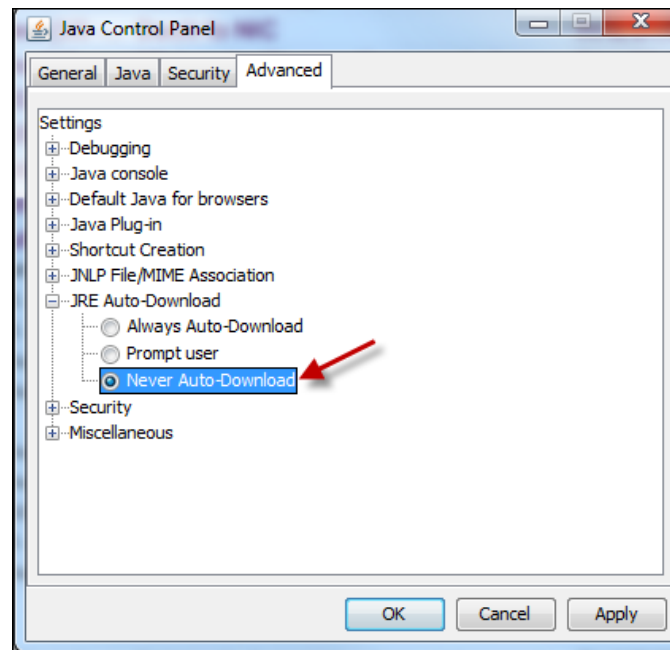 Java Control Panel
General Java Security Advanced
Settings
Debugging
Java console
Default Java for browsers
Java Plug-in
Shortcut Creation
JNLP File/MIME Association
JRE Auto-Download
Always Auto-Download
Prompt user
Never Auto-Download
Security
Miscellaneous
OK Cancel Apply